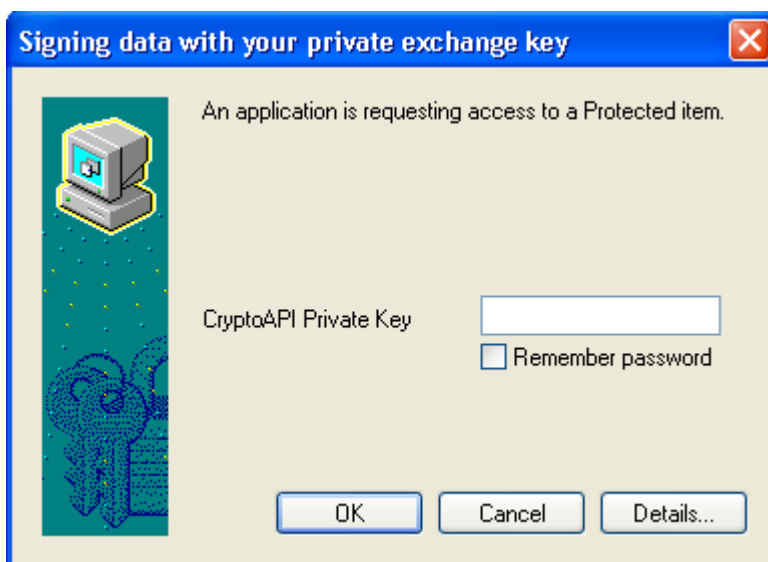 Signing data with your private exchange key
An application is requesting access to a Protected item.
CryptoAPI Private Key
Remember password
OK Cancel Details...